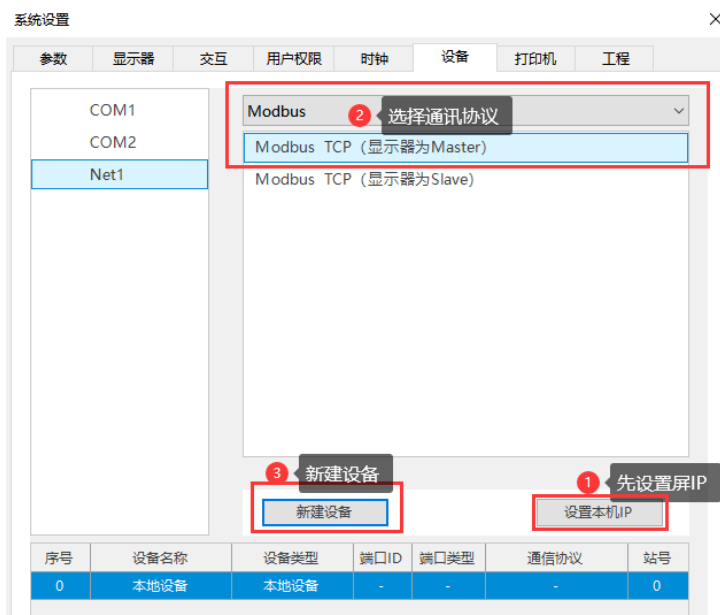 系统设置
参数 显示器 交互 用户权限 时钟 设备 打印机 工程
COM1
COM2
Net1
Modbus
2 选择通讯协议
Modbus TCP (显示器为Master)
Modbus TCP (显示器为Slave)
3 新建设备
1 先设置屏IP
新建设备
设置本机IP
序号 设备名称 设备类型 端口ID 端口类型 通信协议 站号
0 本地设备 本地设备 - - - 0